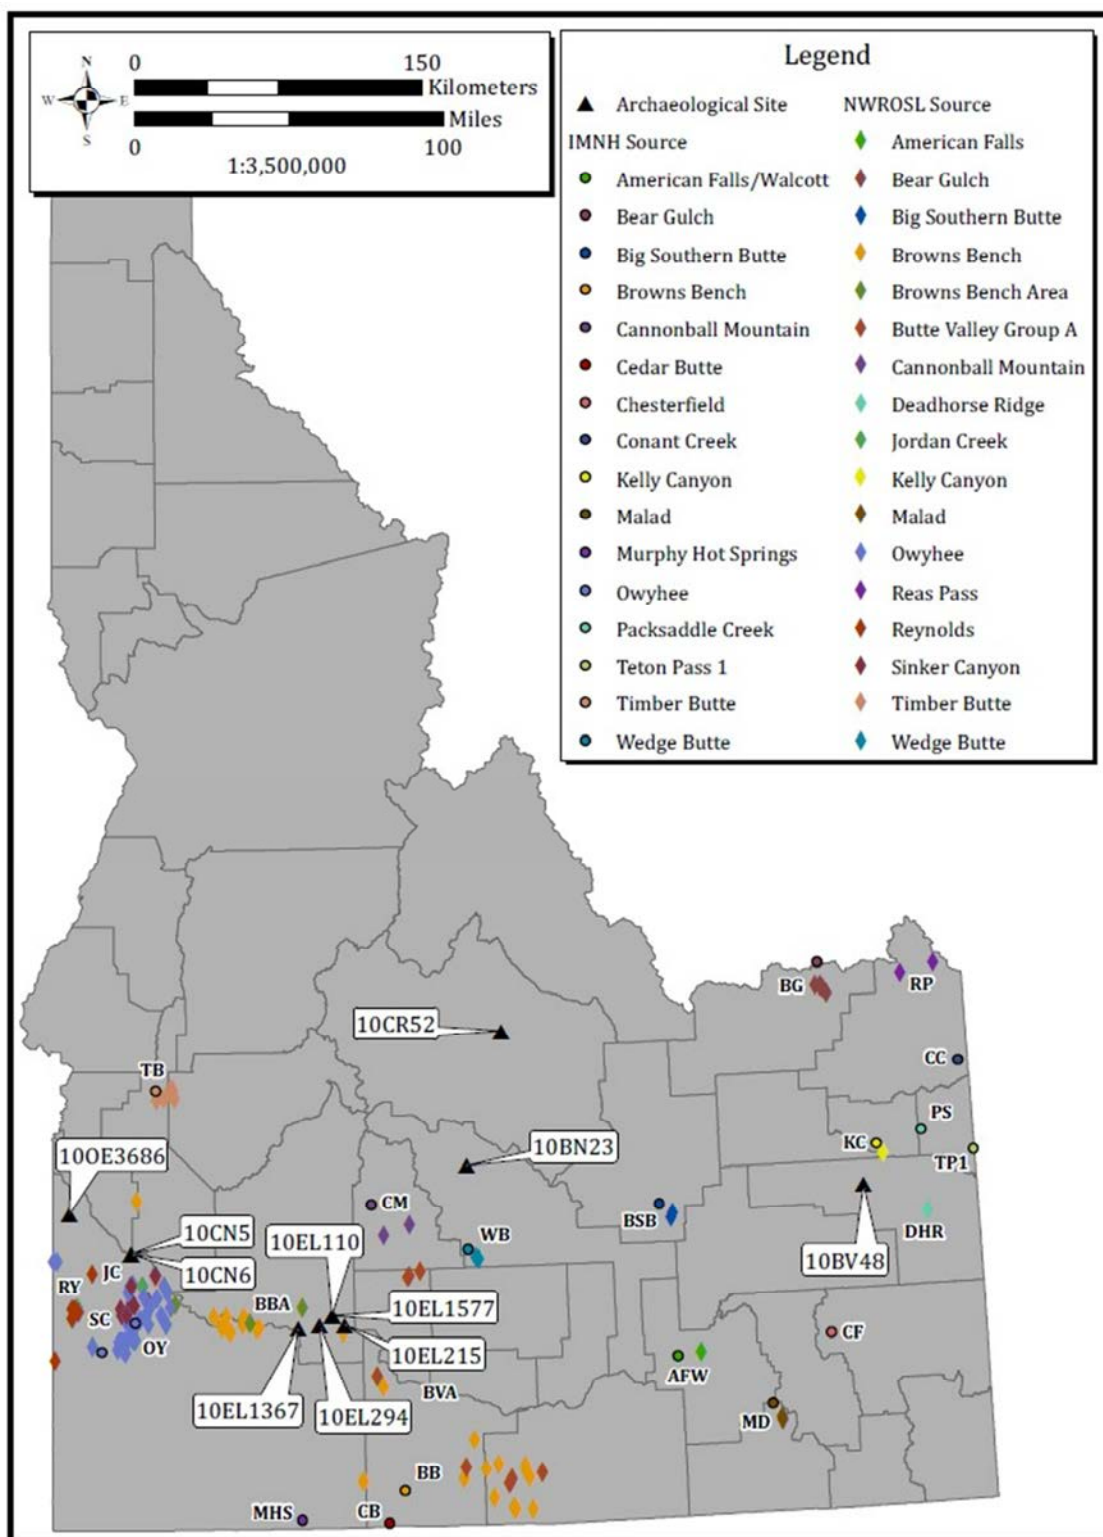 N
W E
S
0 150
Kilometers
Miles
0 100
1:3,500,000
Legend
Archaeological Site
IMNH Source
American Falls/Walcott
Bear Gulch
Big Southern Butte
Browns Bench
Cannonball Mountain
Cedar Butte
Chesterfield
Conant Creek
Kelly Canyon
Malad
Murphy Hot Springs
Owyhee
Packsaddle Creek
Teton Pass 1
Timber Butte
Wedge Butte
NWROSL Source
American Falls
Bear Gulch
Big Southern Butte
Browns Bench
Browns Bench Area
Butte Valley Group A
Cannonball Mountain
Deadhorse Ridge
Jordan Creek
Kelly Canyon
Malad
Owyhee
Reas Pass
Reynolds
Sinker Canyon
Timber Butte
Wedge Butte
BG
RP
10CR52
CC
TB
PS
10BN23
KC
10OE3686
TP1
CM
BSB
DHR
10CN5
10EL110
WB
10BV48
10CN6
JC
RY
BBA
10EL1577
SC
CF
OY
10EL215
AFW
BVA
10EL1367
10EL294
MD
BB
MHS
CB